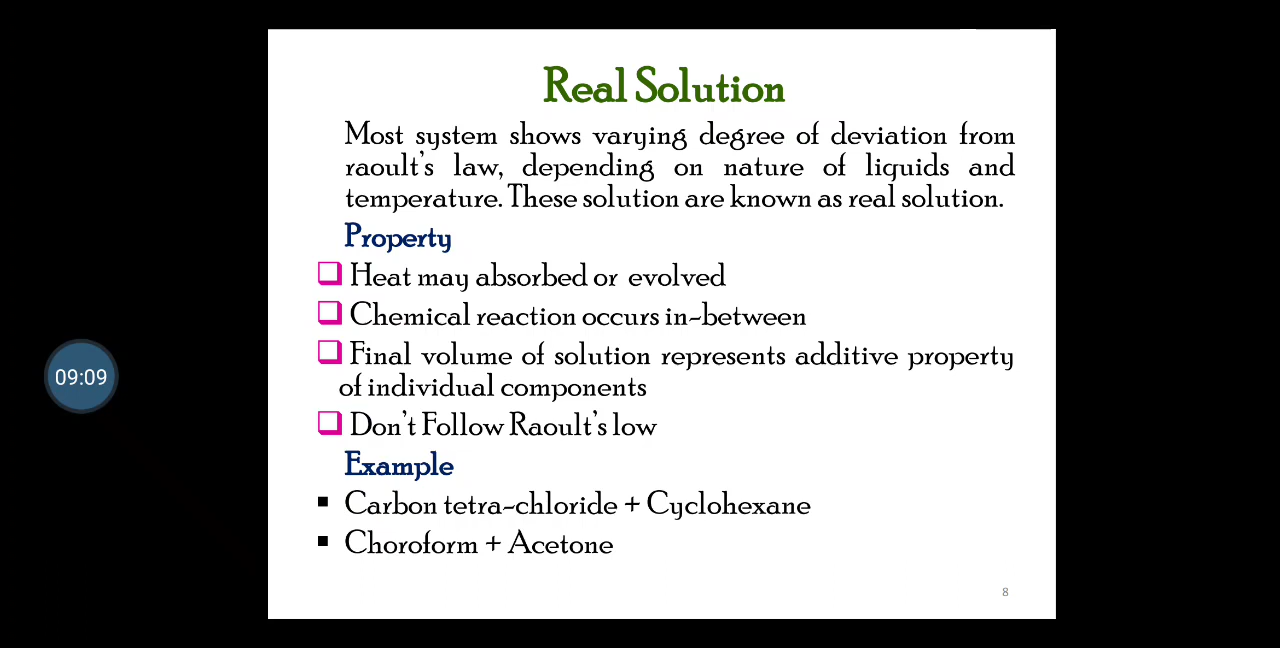 Real Solution
Most system shows varying degree of deviation from
raoult's law, depending on nature of liquids and
temperature. These solution are known as real solution.
Property
Heat may absorbed or evolved
Chemical reaction occurs in-between
Final volume of solution represents additive property
09:09
of individual components
Don't Follow Raoult's low
Example
Carbon tetra-chloride + Cyclohexane
Choroform + Acetone
8